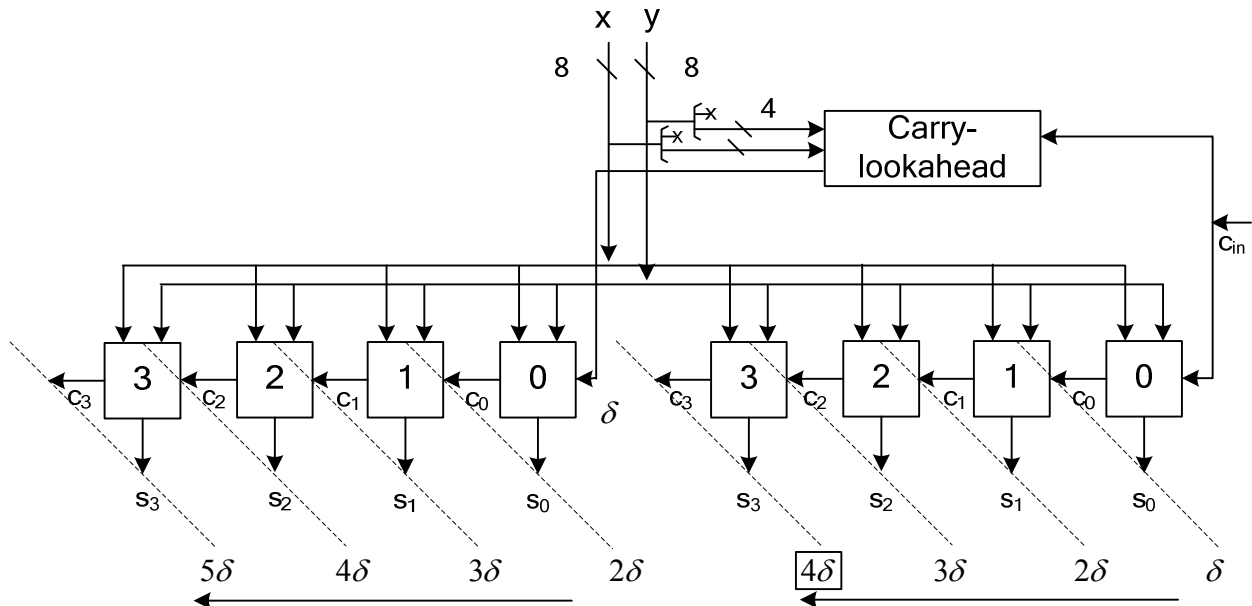 x y
8 8
4
x
x
Carry-
lookahead
c_in
3 2 1 0 3 2 1 0
c₃ c₂ c₁ c₀ δ c₃ c₂ c₁ c₀
s₃ s₂ s₁ s₀ s₃ s₂ s₁ s₀
5δ 4δ 3δ 2δ 4δ 3δ 2δ δ